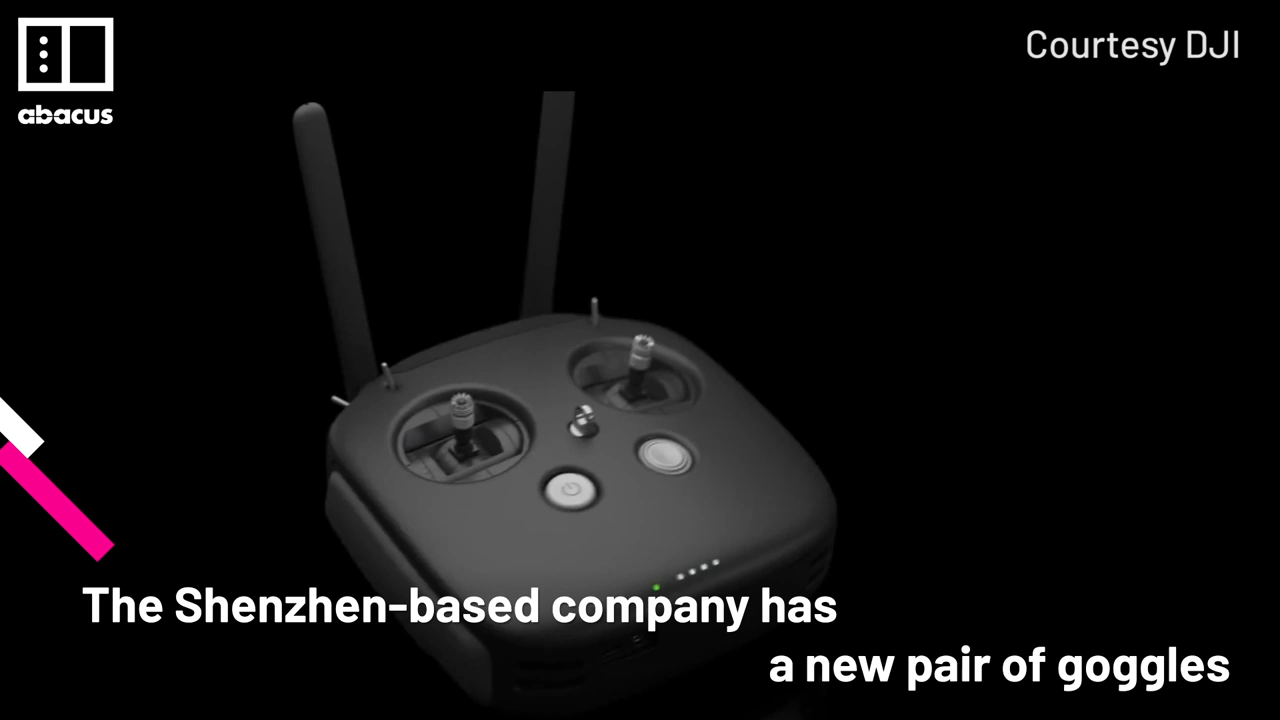 abacus
Courtesy DJI
The Shenzhen-based company has
a new pair of goggles